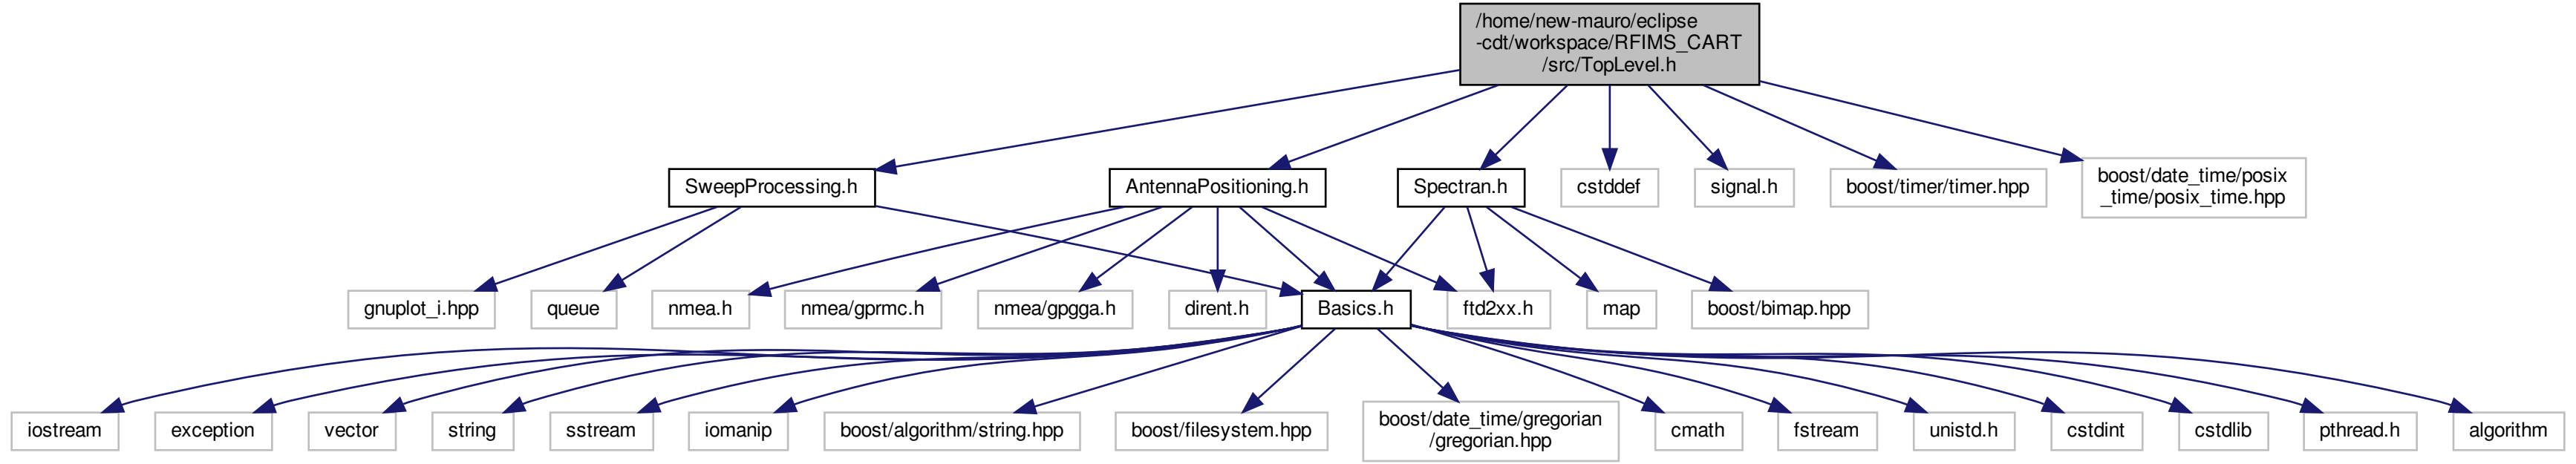 /home/new-mauro/eclipse
-cdt/workspace/RFIMS_CART
/src/TopLevel.h
SweepProcessing.h
AntennaPositioning.h
Spectran.h
cstddef
signal.h
boost/timer/timer.hpp
boost/date_time/posix
_time/posix_time.hpp
gnuplot_i.hpp
queue
nmea.h
nmea/gprmc.h
nmea/gpgga.h
dirent.h
Basics.h
ftd2xx.h
map
boost/bimap.hpp
iostream
exception
vector
string
sstream
iomanip
boost/algorithm/string.hpp
boost/filesystem.hpp
boost/date_time/gregorian
/gregorian.hpp
cmath
fstream
unistd.h
cstdint
cstdlib
pthread.h
algorithm